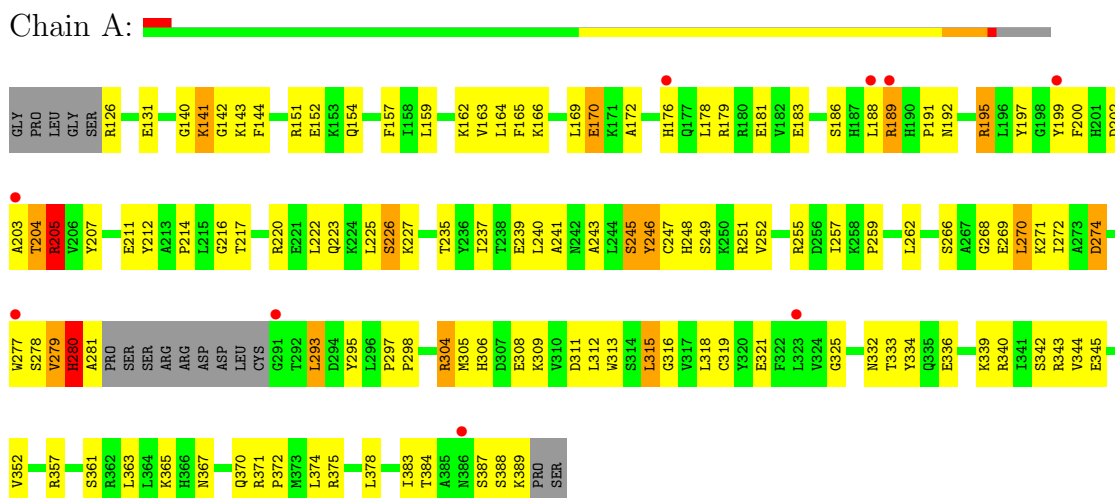 Chain A:
GLY PRO LEU GLY SER R126 E131 G140 K141 G142 K143 F144 R151 E152 K153 Q154 F157 I158 L159 K162 V163 L164 F165 K166 L169 E170 K171 A172 H176 Q177 L178 R179 R180 E181 V182 E183 S186 H187 L188 R189 H190 P191 N192 R195 L196 Y197 G198 Y199 F200 H201 D202
A203 T204 R205 V206 Y207 E211 Y212 A213 P214 L215 G216 T217 R220 E221 L222 Q223 K224 L225 S226 K227 T235 Y236 I237 T238 E239 L240 A241 N242 A243 L244 S245 Y246 C247 H248 S249 K250 R251 V252 R255 D256 I257 K258 P259 L262 S266 A267 G268 E269 L270 K271 I272 A273 D274
W277 S278 V279 H280 A281 PRO SER SER ARG ARG ASP ASP LEU CYS G291 T292 L293 D294 Y295 L296 P297 P298 R304 M305 H306 D307 E308 K309 V310 D311 L312 W313 S314 L315 G316 V317 L318 C319 Y320 E321 F322 L323 V324 G325 N332 T333 Y334 Q335 E336 K339 R340 I341 S342 R343 V344 E345
V352 R357 S361 R362 L363 L364 K365 H366 N367 Q370 R371 P372 M373 L374 R375 L378 I383 T384 A385 N386 S387 S388 K389 PRO SER